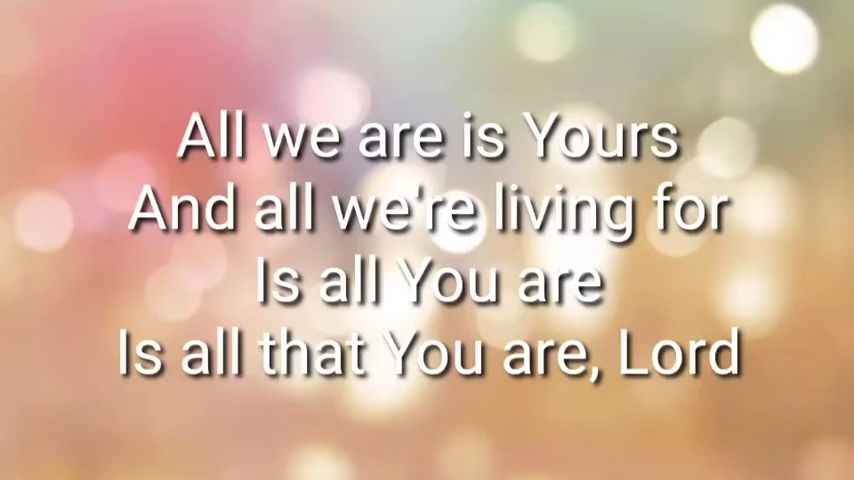 All we are is Yours
And all we're living for
Is all You are
Is all that You are, Lord